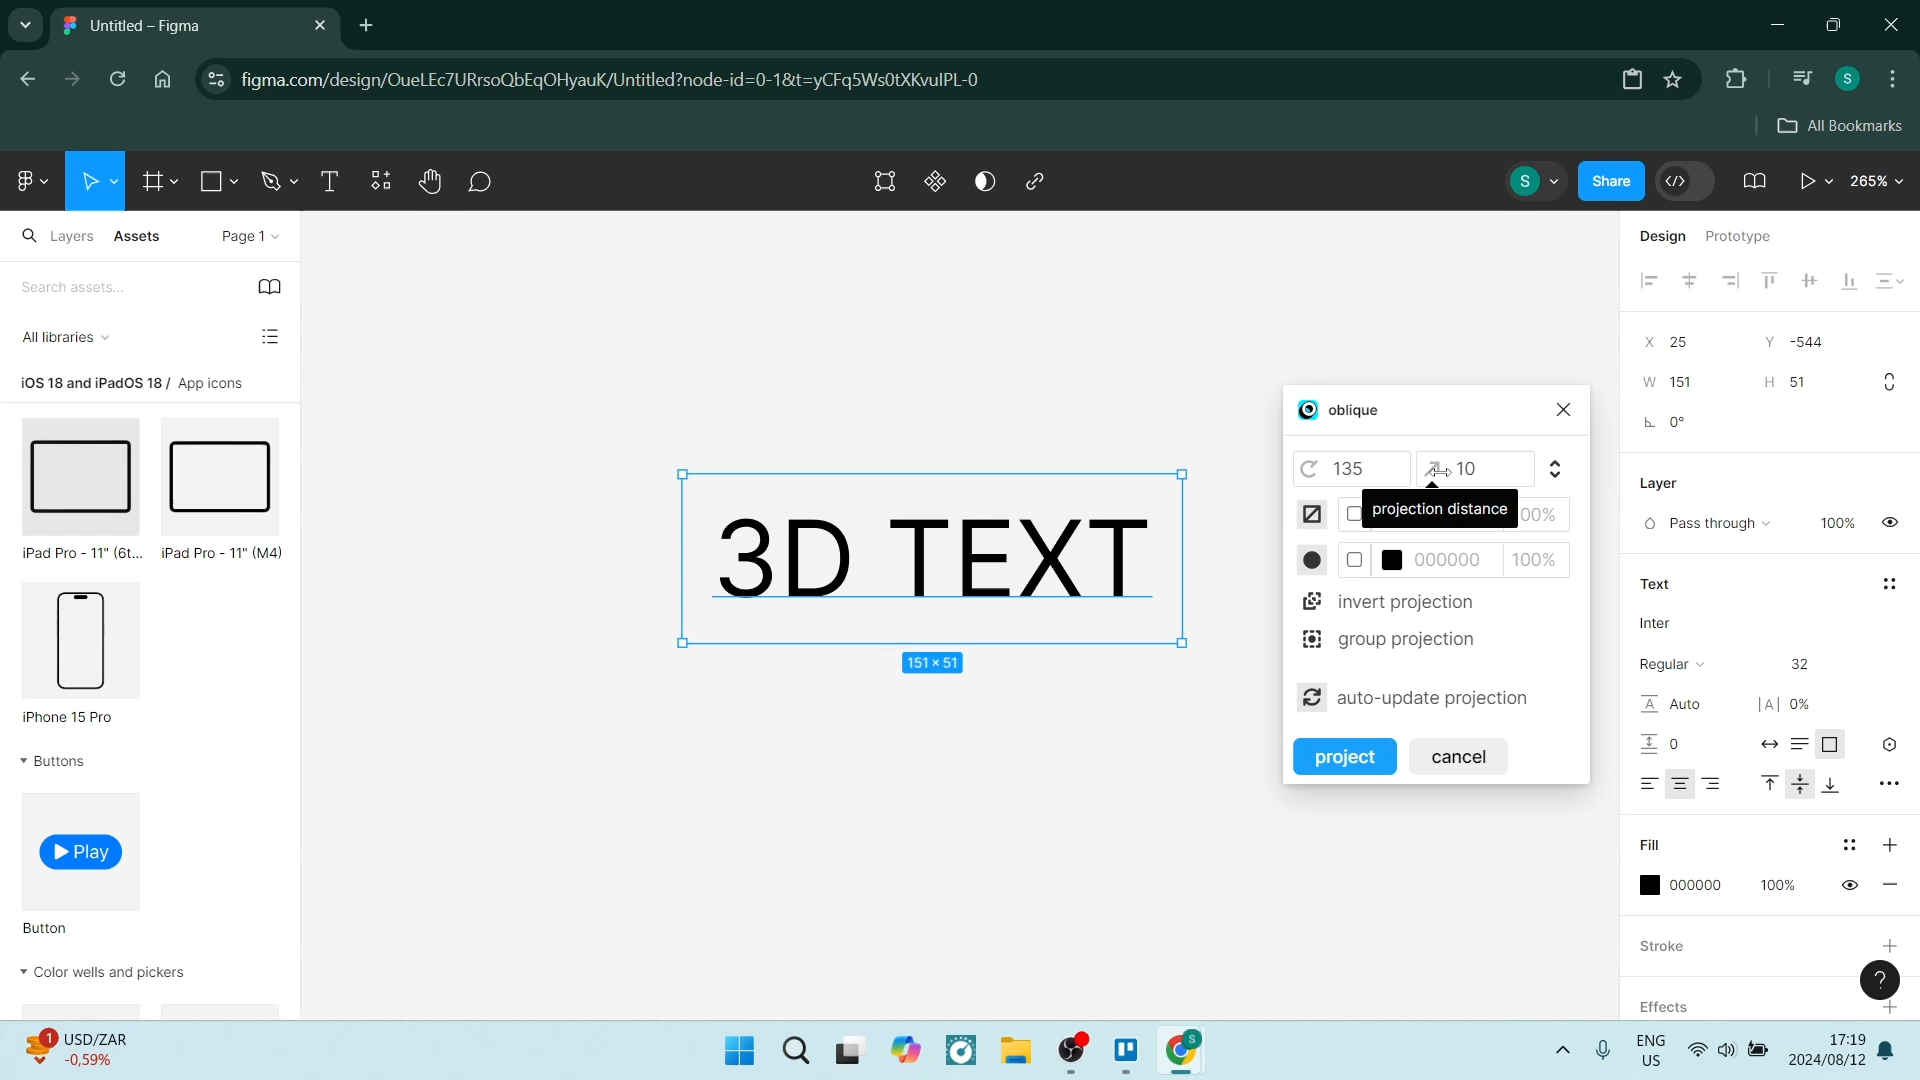 Untitled – Figma
figma.com/design/OueLEc7URrsoQbEqOHyauK/Untitled?node-id=0-1&t=yCFq5Ws0tXKvuIPL-0
S
All Bookmarks
S
Share
265%
Layers
Assets
Page 1
Design
Prototype
Search assets...
All libraries
iOS 18 and iPadOS 18 / App icons
iPad Pro - 11" (6t...
iPad Pro - 11" (M4)
iPhone 15 Pro
Buttons
Play
Button
Color wells and pickers
3D TEXT
151 × 51
oblique
135
10
projection distance
00%
000000
100%
invert projection
group projection
auto-update projection
project
cancel
X 25
Y -544
W 151
H 51
0°
Layer
Pass through
100%
Text
Inter
Regular
32
Auto
|A| 0%
0
Fill
000000
100%
Stroke
Effects
?
1
USD/ZAR
-0,59%
S
ENG
US
17:19
2024/08/12